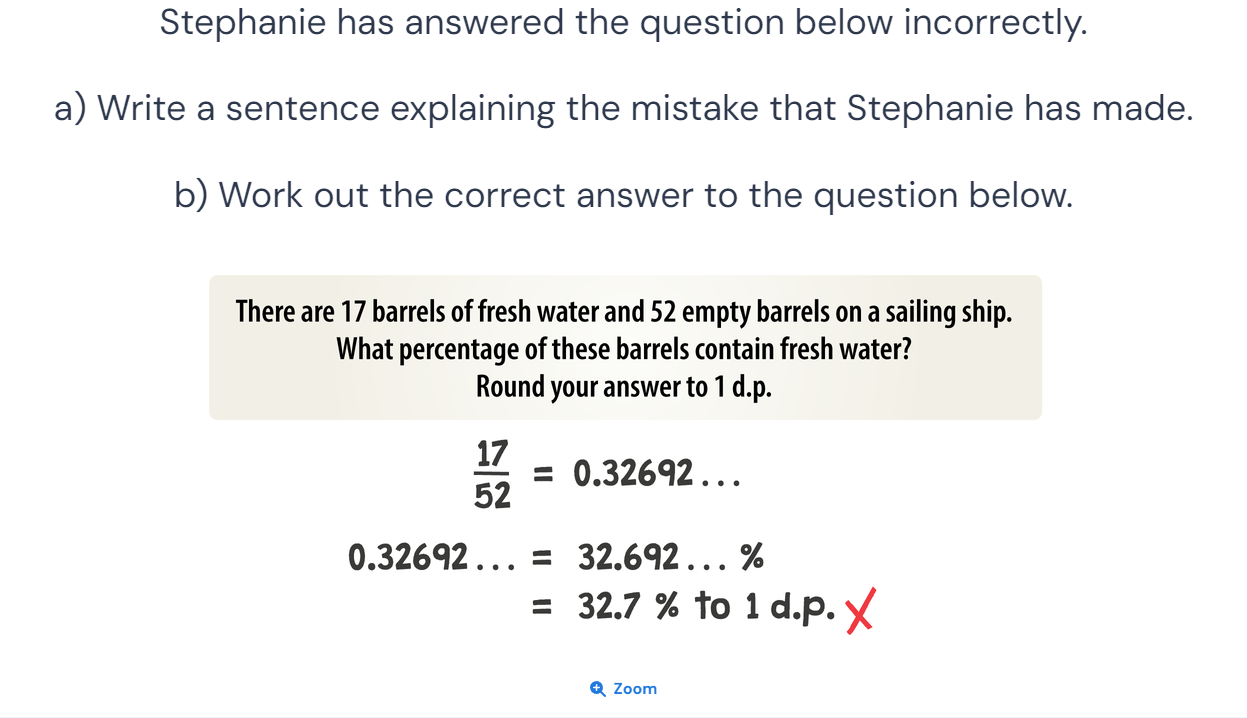 Stephanie has answered the question below incorrectly.
a) Write a sentence explaining the mistake that Stephanie has made.
b) Work out the correct answer to the question below.
There are 17 barrels of fresh water and 52 empty barrels on a sailing ship.
What percentage of these barrels contain fresh water?
Round your answer to 1 d.p.
17/52 = 0.32692...
0.32692... = 32.692... %
= 32.7 % to 1 d.p. ✗
Zoom